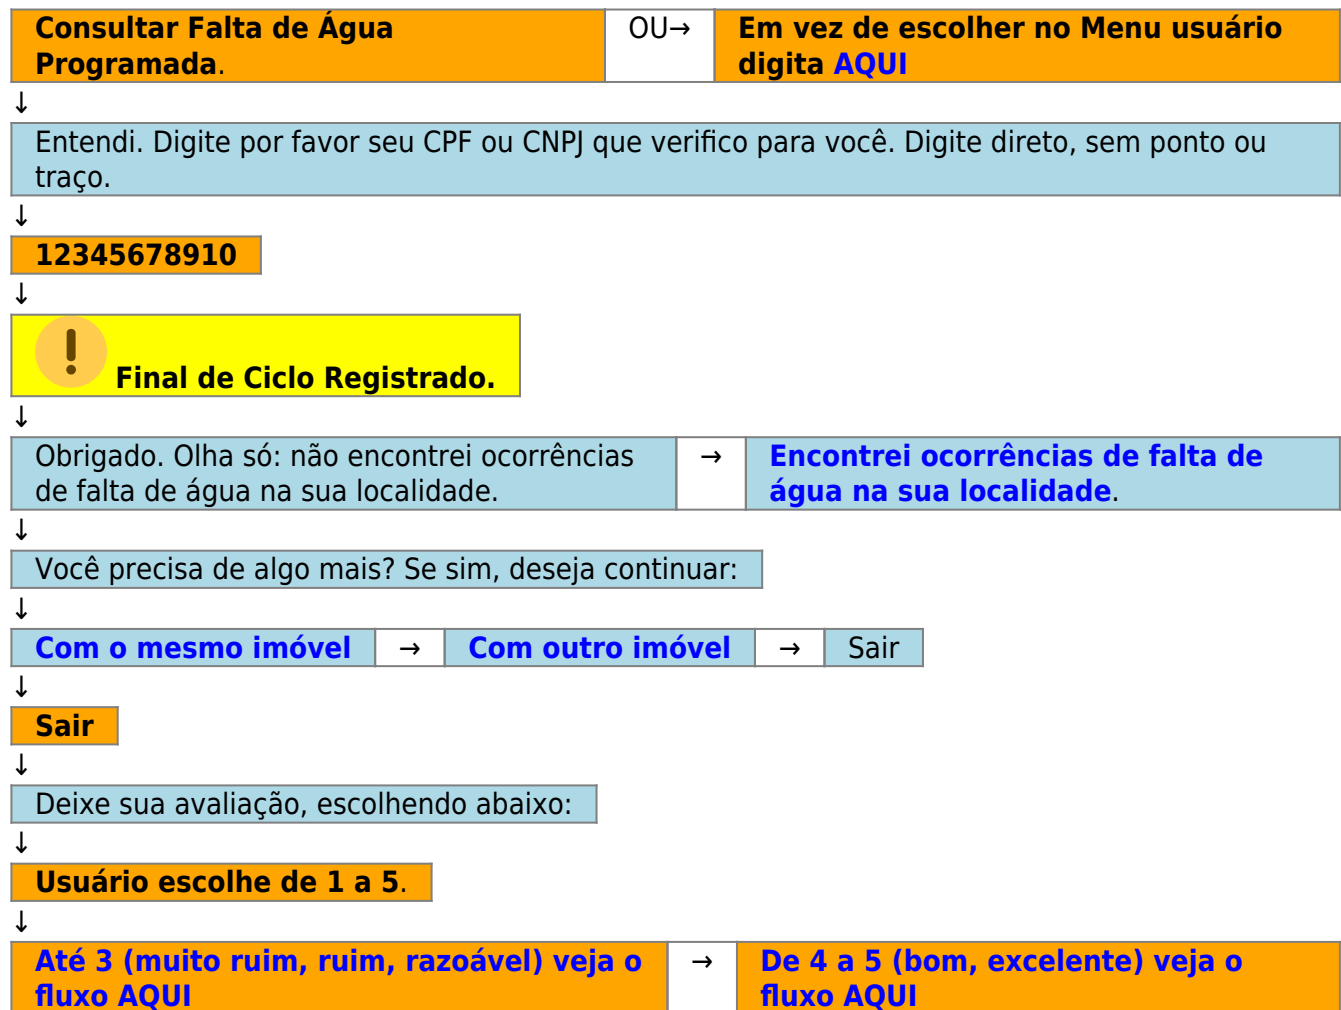 Consultar Falta de Água
Programada.
OU→
Em vez de escolher no Menu usuário
digita AQUI
↓
Entendi. Digite por favor seu CPF ou CNPJ que verifico para você. Digite direto, sem ponto ou
traço.
↓
12345678910
↓
Final de Ciclo Registrado.
↓
Obrigado. Olha só: não encontrei ocorrências
de falta de água na sua localidade.
→
Encontrei ocorrências de falta de
água na sua localidade.
↓
Você precisa de algo mais? Se sim, deseja continuar:
↓
Com o mesmo imóvel → Com outro imóvel → Sair
↓
Sair
↓
Deixe sua avaliação, escolhendo abaixo:
↓
Usuário escolhe de 1 a 5.
↓
Até 3 (muito ruim, ruim, razoável) veja o
fluxo AQUI
→
De 4 a 5 (bom, excelente) veja o
fluxo AQUI